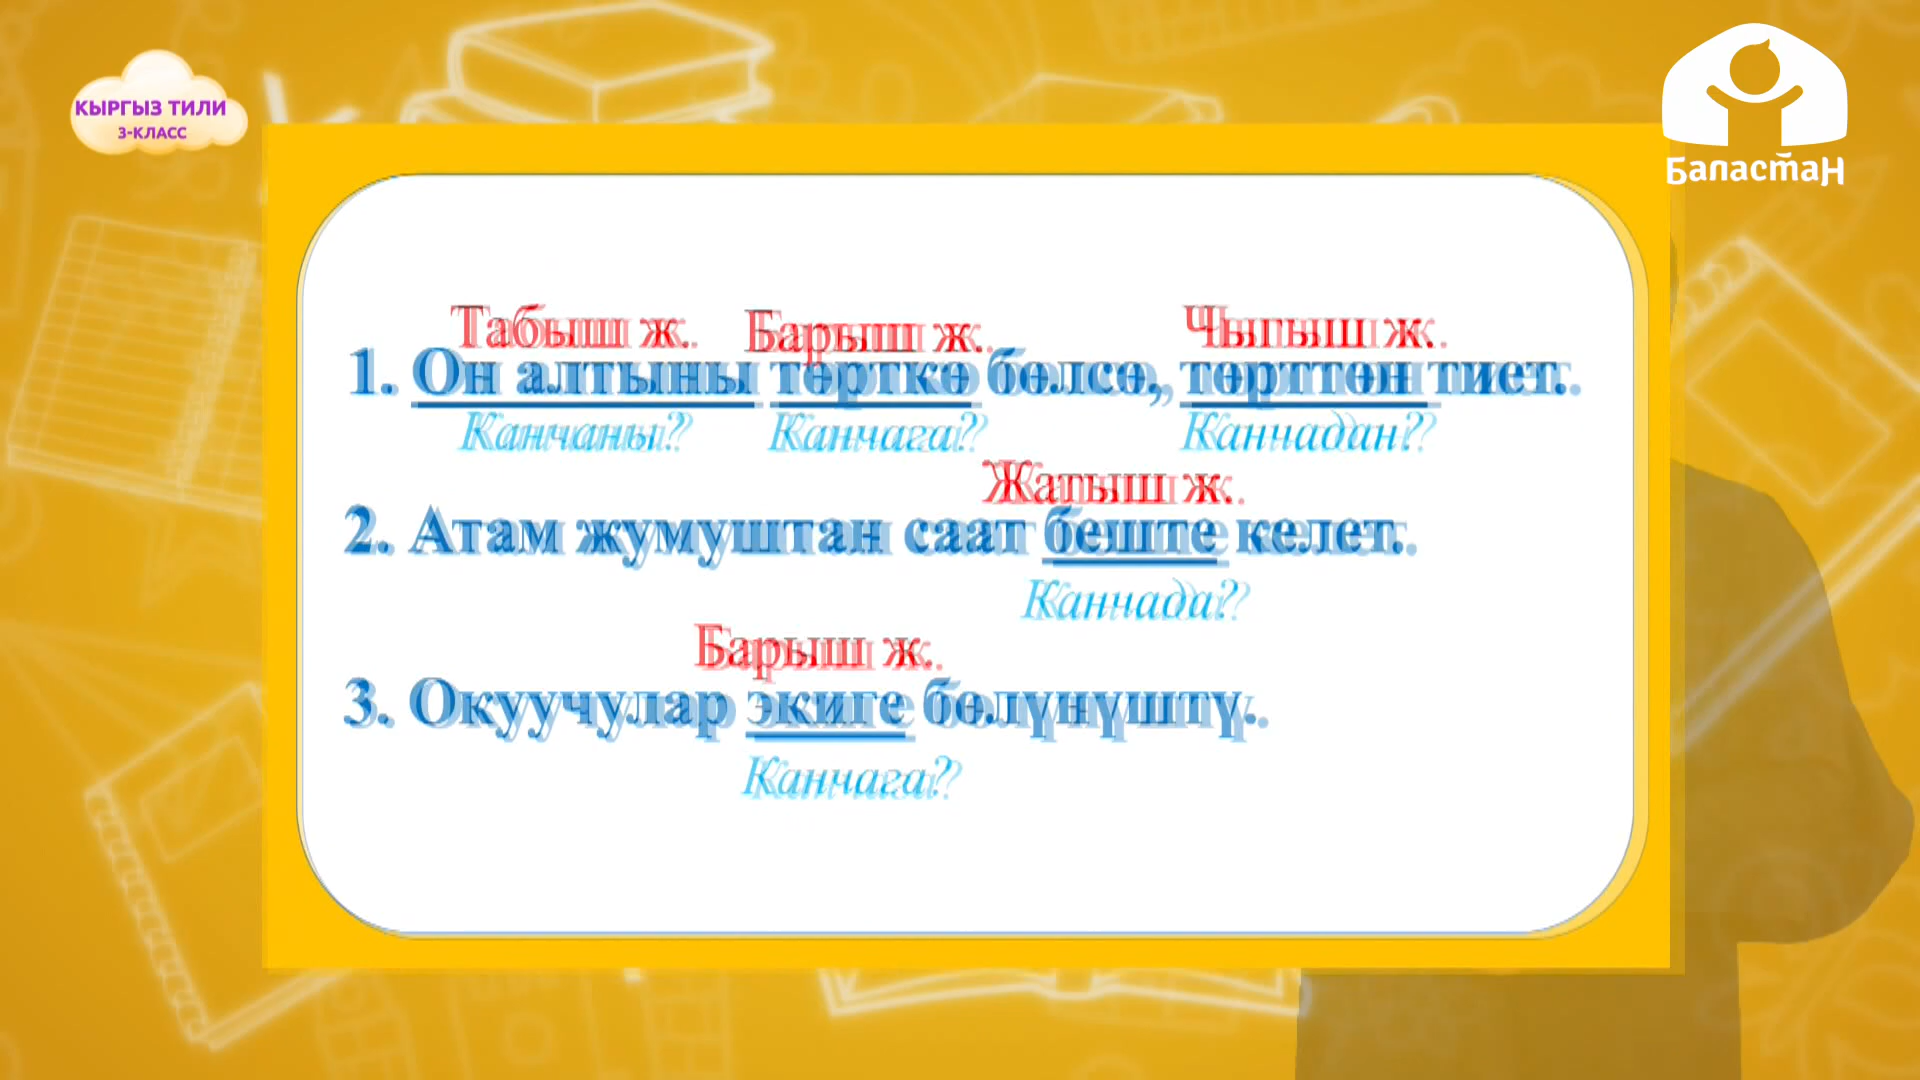 КЫРГЫЗ ТИЛИ
3-КЛАСС
Баластан
Табыш ж. Барыш ж. Чыгыш ж.
1. Он алтыны төрткө бөлсө, төрттөн тиет.
Канчаны? Канчага? Канчадан?
Жатыш ж.
2. Атам жумуштан саат беште келет.
Канчада?
Барыш ж.
3. Окуучулар экиге бөлүнүштү.
Канчага?